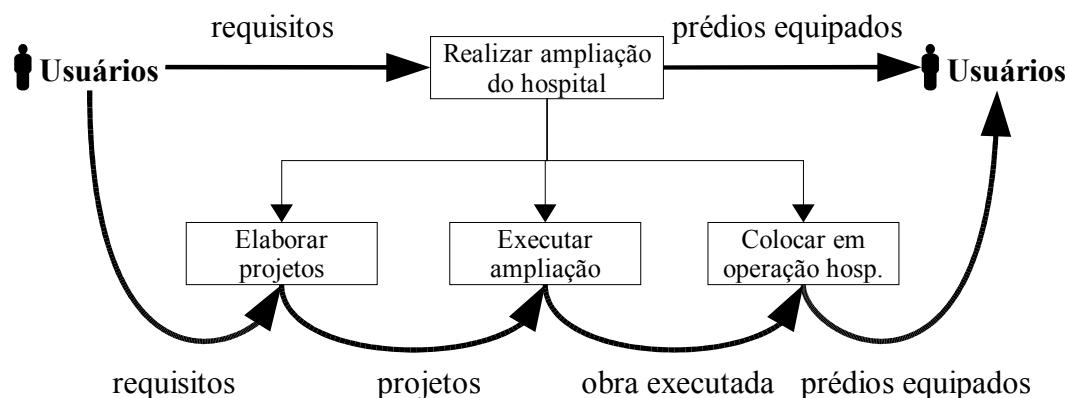 requisitos
prédios equipados
Usuários
Realizar ampliação
do hospital
Usuários
Elaborar
projetos
Executar
ampliação
Colocar em
operação hosp.
requisitos
projetos
obra executada
prédios equipados